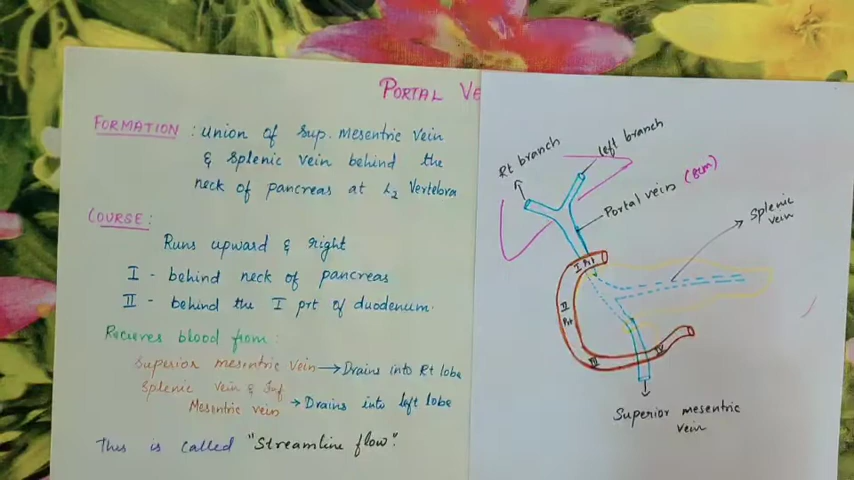 PORTAL VE
FORMATION : Union of Sup. Mesentric vein
& splenic vein behind the
neck of pancreas at L2 Vertebra
COURSE :
Runs upward & right
I - behind neck of pancreas
II - behind the I prt of duodenum.
Recieves blood from :
Superior mesentric vein → Drains into Rt lobe
Splenic vein & Inf
Mesentric vein → Drains into left lobe
This is called "Streamline flow".
Rt branch
left branch
Portal vein (8cm)
Splenic
vein
I Prt
II
Prt
III
IV
Superior mesentric
vein